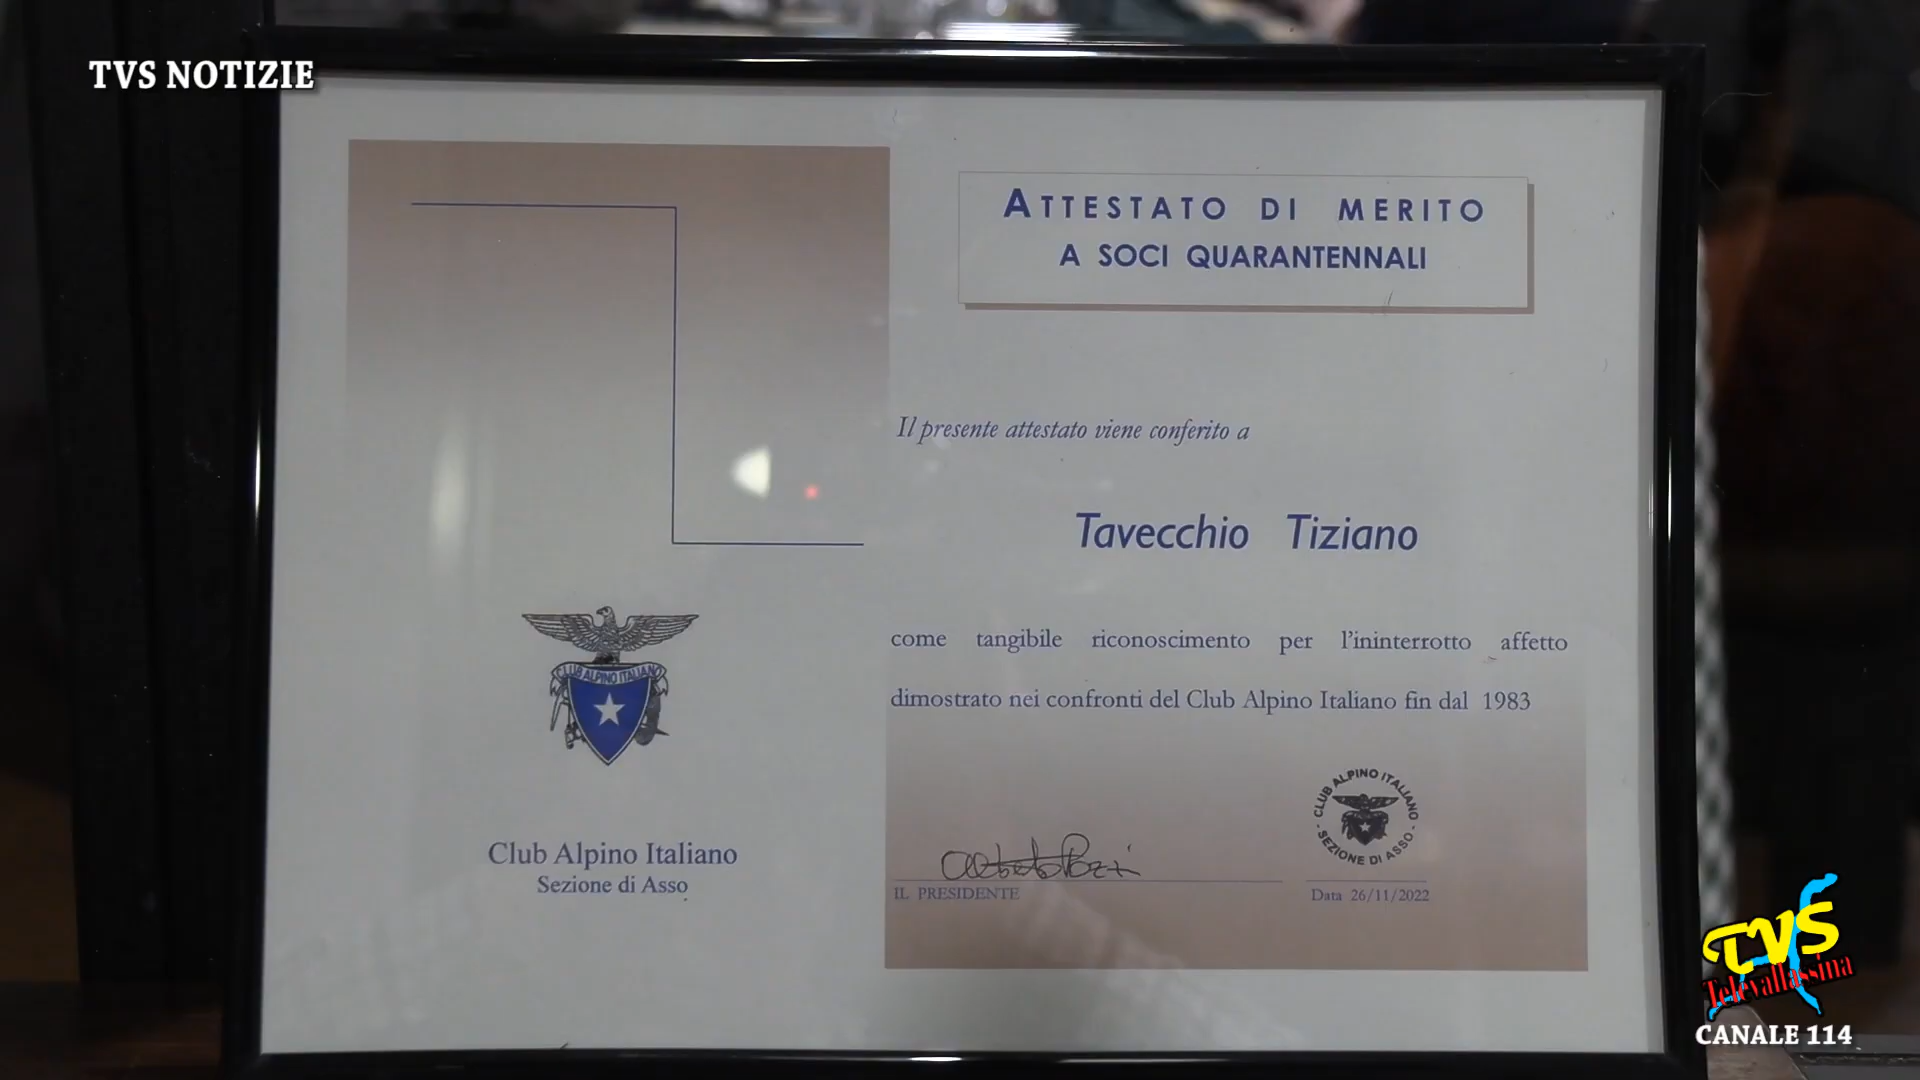 TVS NOTIZIE
ATTESTATO DI MERITO
A SOCI QUARANTENNALI
Il presente attestato viene conferito a
Tavecchio Tiziano
come tangibile riconoscimento per l'ininterrotto affetto
dimostrato nei confronti del Club Alpino Italiano fin dal 1983
CLUB ALPINO ITALIANO
Club Alpino Italiano
Sezione di Asso
IL PRESIDENTE
CLUB ALPINO ITALIANO
- SEZIONE DI ASSO -
Data 26/11/2022
TVS
Televallassina
CANALE 114